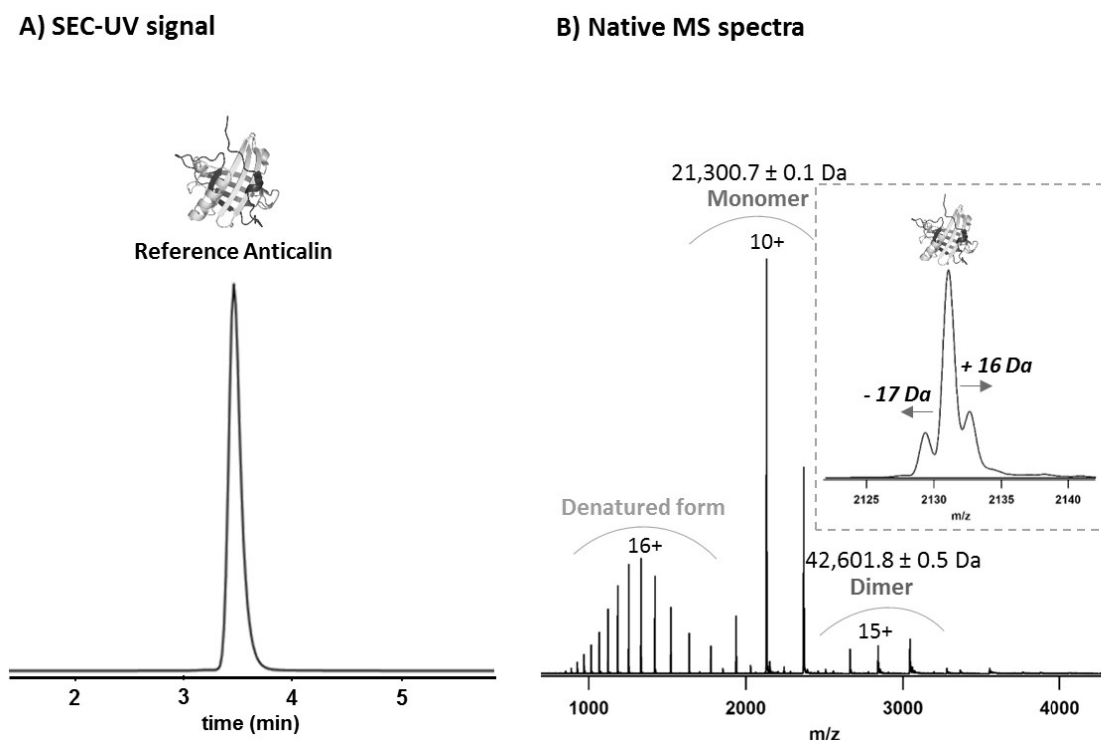 A) SEC-UV signal
Reference Anticalin
2 3 4 5
time (min)
B) Native MS spectra
21,300.7 ± 0.1 Da
Monomer
10+
- 17 Da
+ 16 Da
2125 2130 2135 2140
m/z
Denatured form
16+
42,601.8 ± 0.5 Da
Dimer
15+
1000 2000 3000 4000
m/z